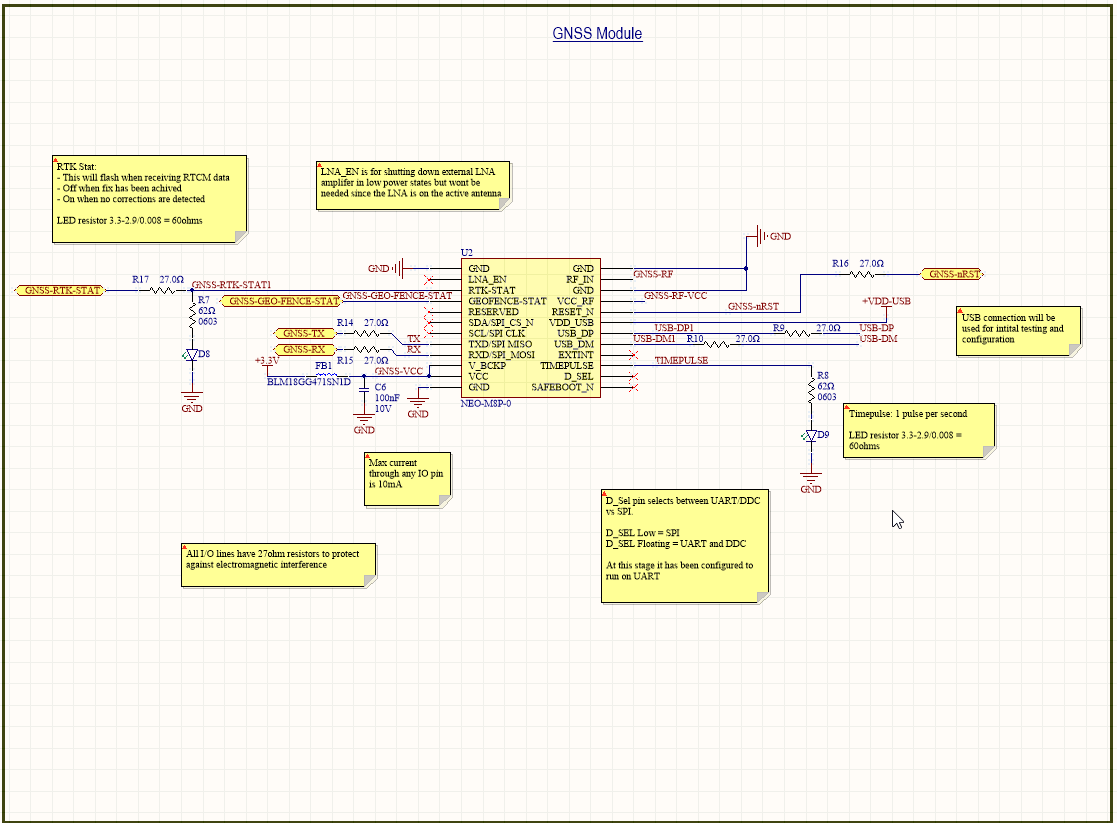 GNSS Module
RTK Stat:
- This will flash when receiving RTCM data
- Off when fix has been achived
- On when no corrections are detected
LED resistor 3.3-2.9/0.008 = 60ohms
LNA_EN is for shutting down external LNA
amplifer in low power states but wont be
needed since the LNA is on the active antenna
GND
U2
GND
GND
LNA_EN
RTK-STAT
GEOFENCE-STAT
RESERVED
SDA/SPI_CS_N
SCL/SPI CLK
TXD/SPI MISO
RXD/SPI_MOSI
V_BCKP
VCC
GND
GND
RF_IN
GND
VCC_RF
RESET_N
VDD_USB
USB_DP
USB_DM
EXTINT
TIMEPULSE
D_SEL
SAFEBOOT_N
NEO-M8P-0
GNSS-RTK-STAT
R17 27.0Ω
GNSS-RTK-STAT1
R7
62Ω
0603
D8
GND
GNSS-GEO-FENCE-STAT
GNSS-GEO-FENCE-STAT
GNSS-TX
R14 27.0Ω
TX
GNSS-RX
R15 27.0Ω
RX
+3.3V
FB1
BLM18GG471SN1D
GNSS-VCC
C6
100nF
10V
GND
GND
GNSS-RF
GNSS-RF-VCC
GNSS-nRST
R16 27.0Ω
GNSS-nRST
+VDD-USB
USB-DP1
R9 27.0Ω
USB-DP
USB-DM1
R10 27.0Ω
USB-DM
TIMEPULSE
R8
62Ω
0603
D9
GND
USB connection will be
used for intital testing and
configuration
Timepulse: 1 pulse per second
LED resistor 3.3-2.9/0.008 =
60ohms
Max current
through any IO pin
is 10mA
D_Sel pin selects between UART/DDC
vs SPI.
D_SEL Low = SPI
D_SEL Floating = UART and DDC
At this stage it has been configured to
run on UART
All I/O lines have 27ohm resistors to protect
against electromagnetic interference